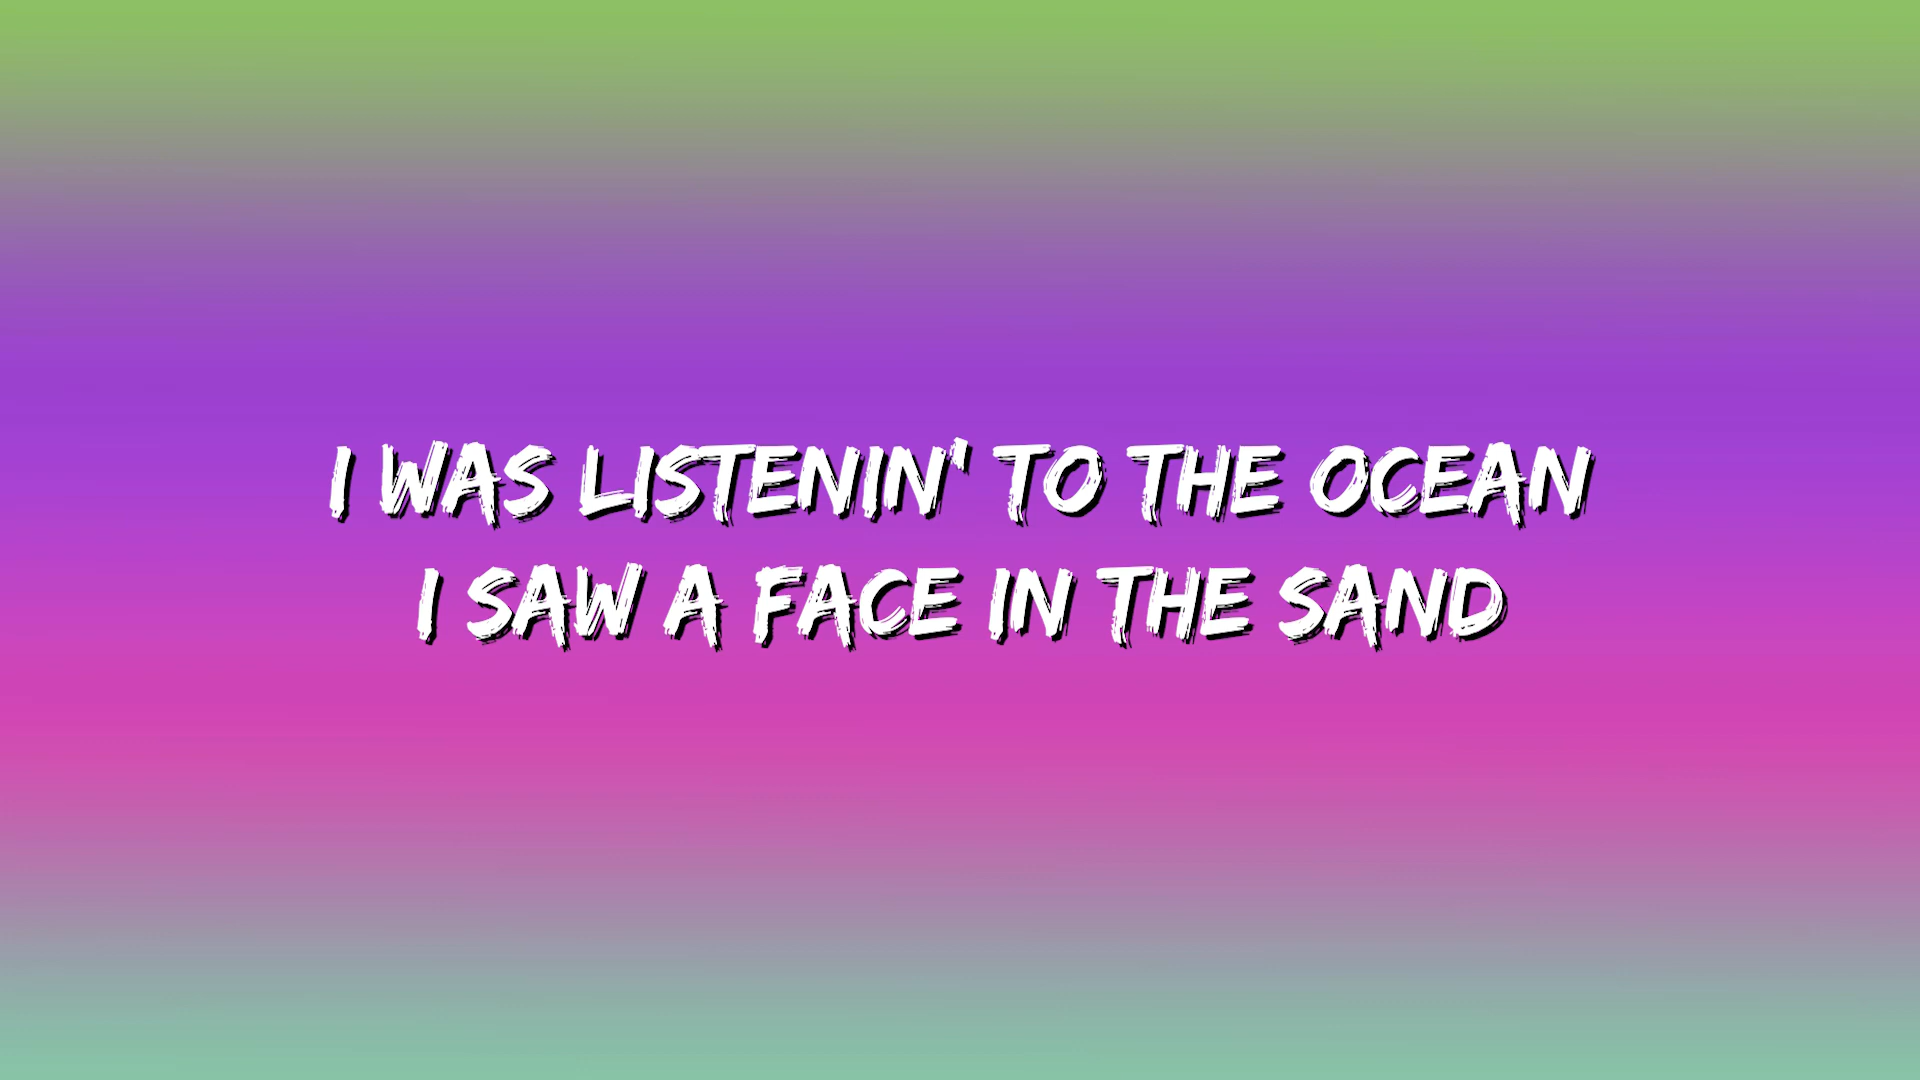 I WAS LISTENIN' TO THE OCEAN
I SAW A FACE IN THE SAND